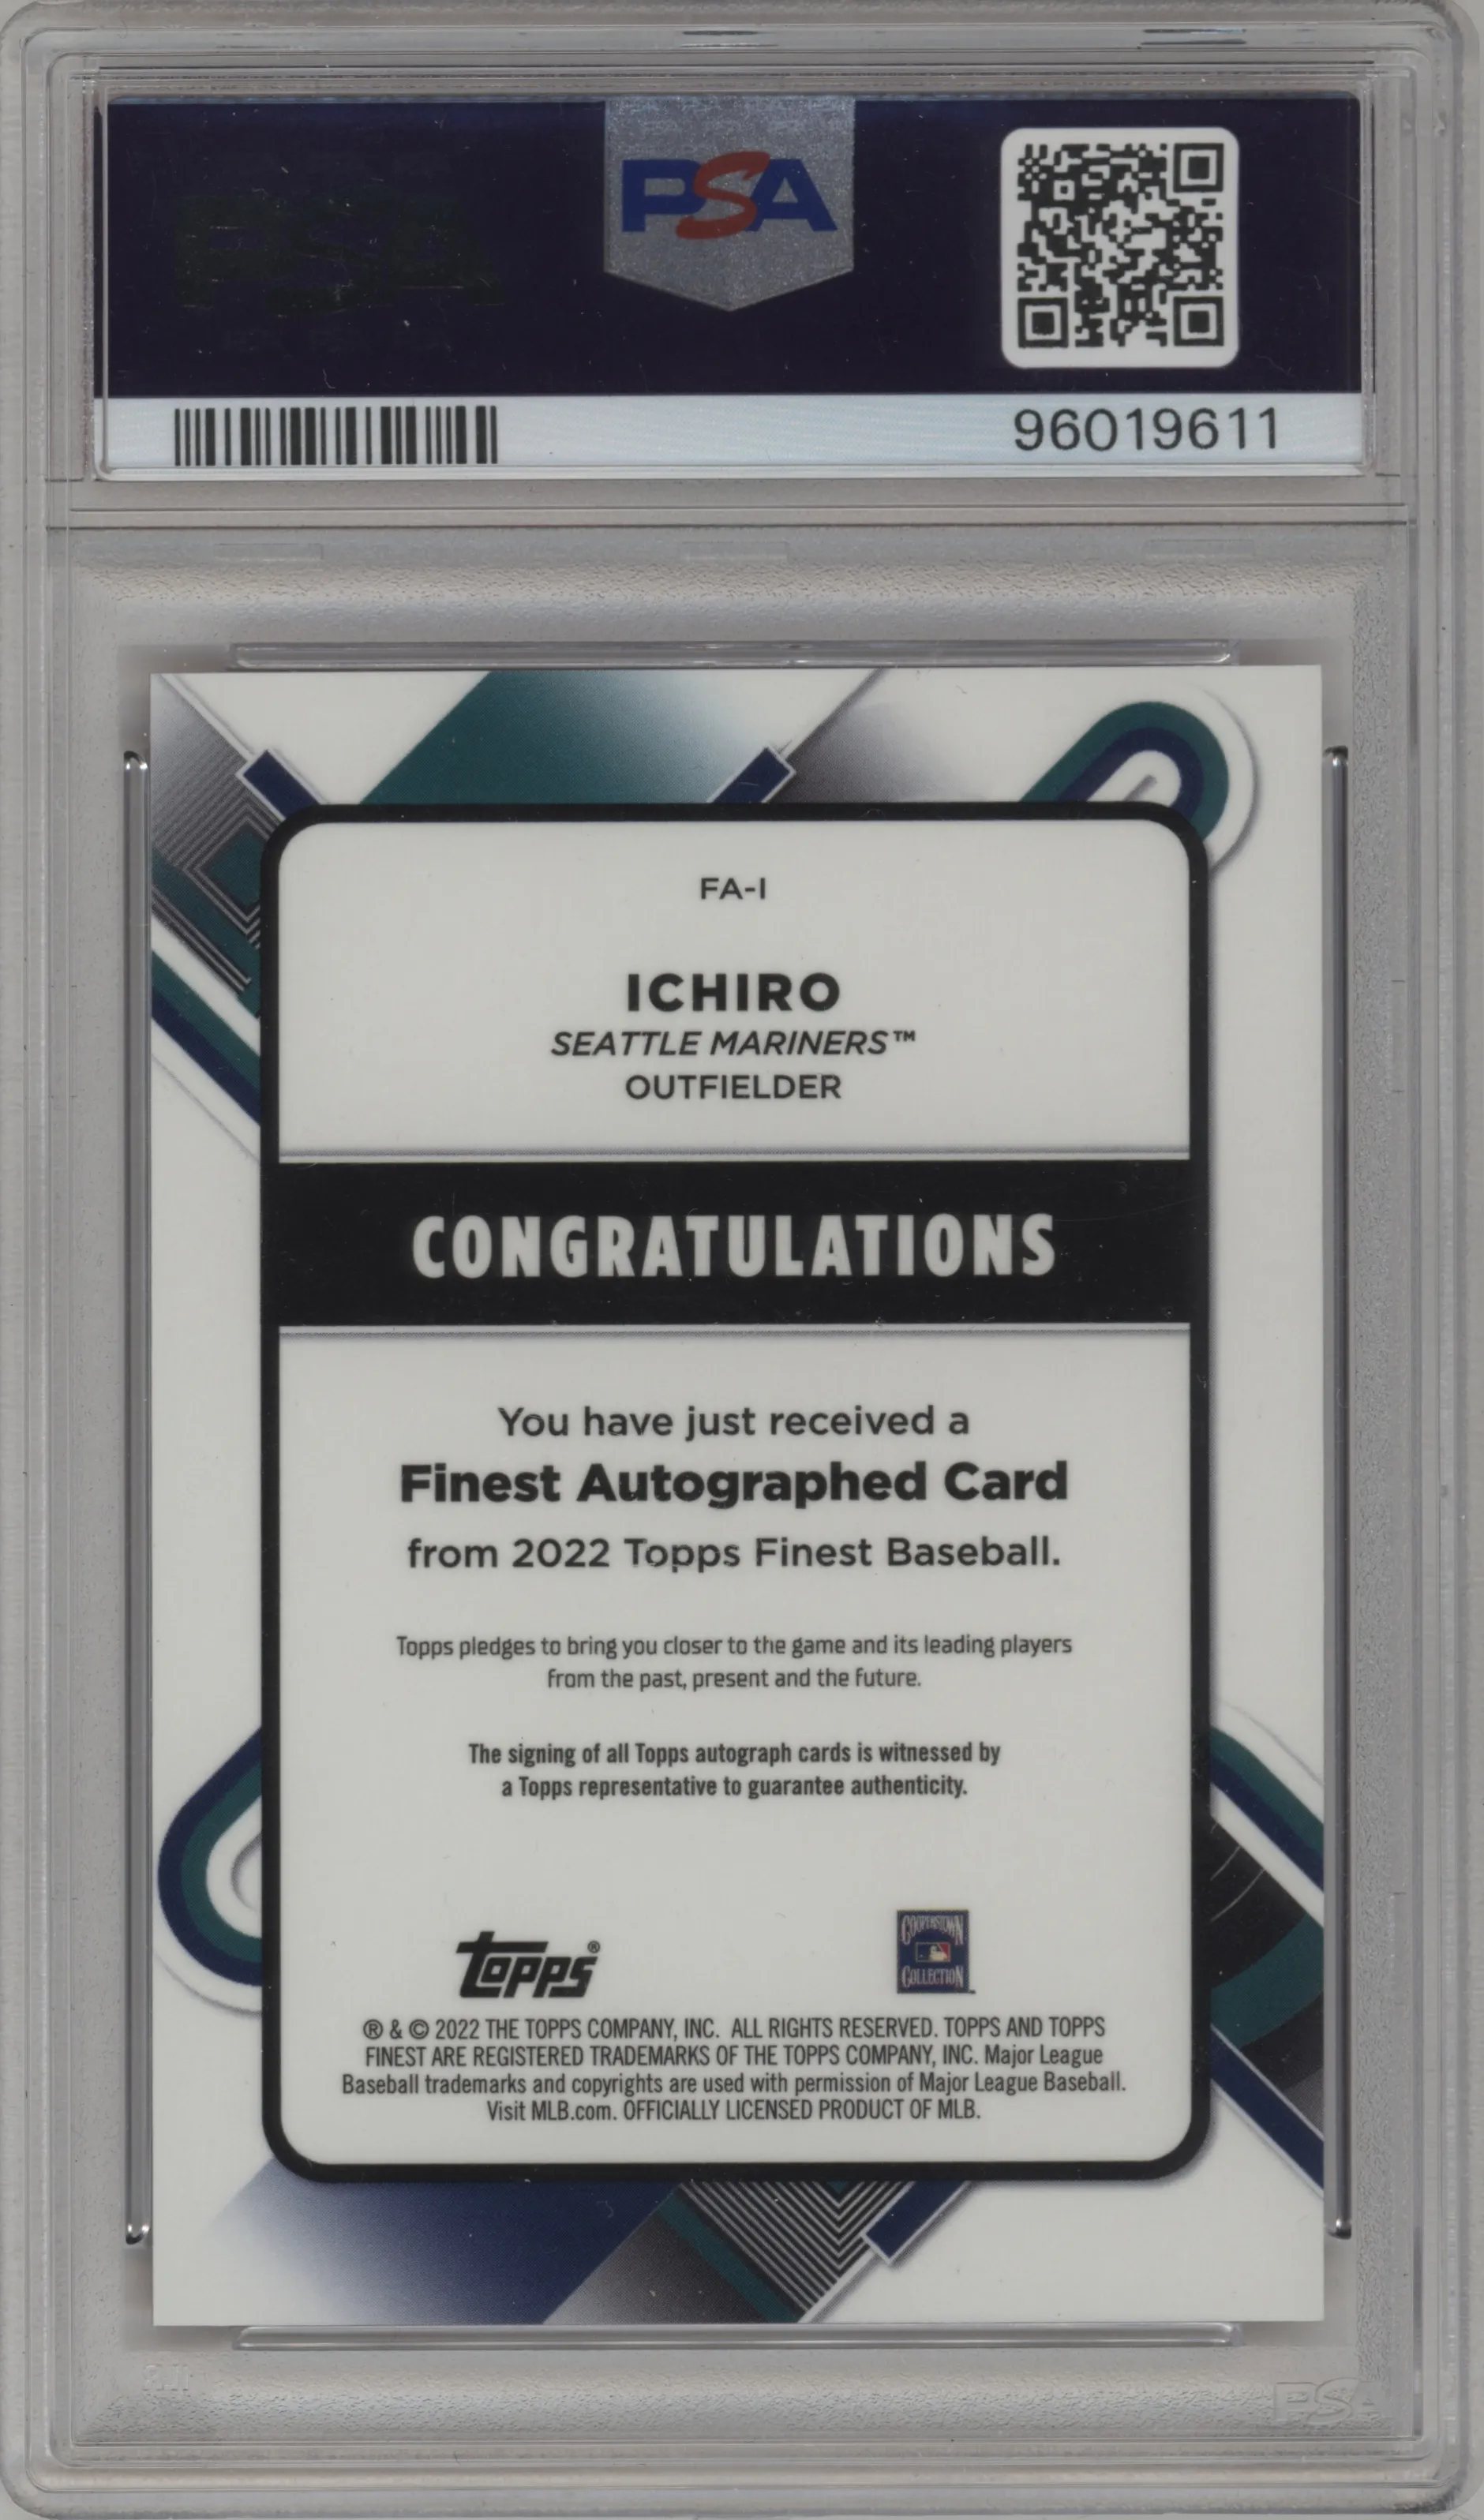 PSA
96019611
FA-I
ICHIRO
SEATTLE MARINERS™
OUTFIELDER
CONGRATULATIONS
You have just received a
Finest Autographed Card
from 2022 Topps Finest Baseball.
Topps pledges to bring you closer to the game and its leading players
from the past, present and the future.
The signing of all Topps autograph cards is witnessed by
a Topps representative to guarantee authenticity.
topps®
COOPERSTOWN
COLLECTION
® & © 2022 THE TOPPS COMPANY, INC. ALL RIGHTS RESERVED. TOPPS AND TOPPS
FINEST ARE REGISTERED TRADEMARKS OF THE TOPPS COMPANY, INC. Major League
Baseball trademarks and copyrights are used with permission of Major League Baseball.
Visit MLB.com. OFFICIALLY LICENSED PRODUCT OF MLB.
PSA